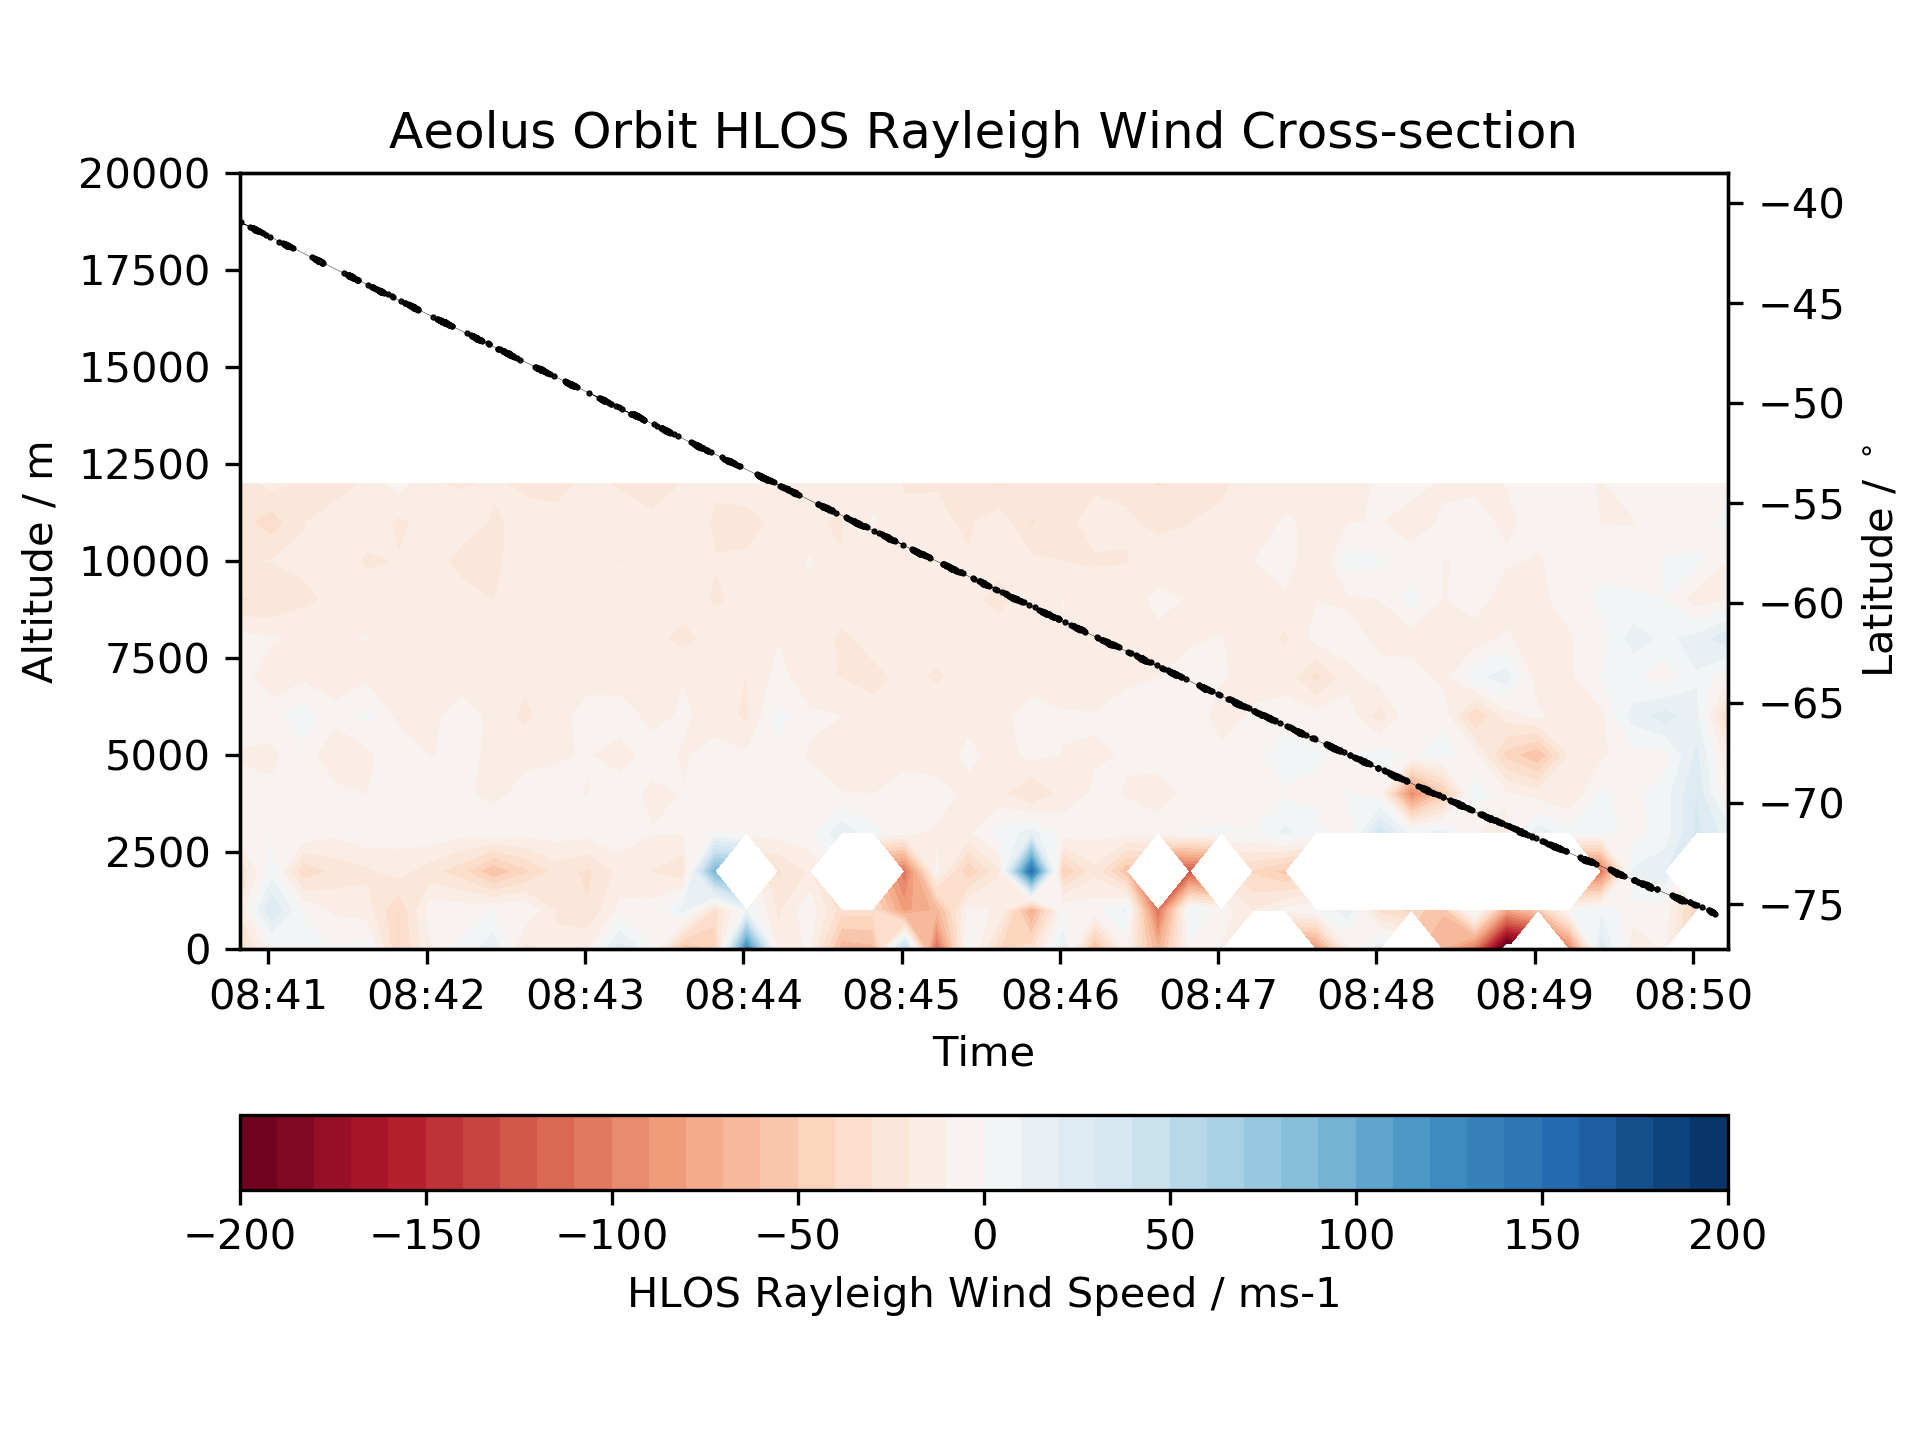 Aeolus Orbit HLOS Rayleigh Wind Cross-section
20000
17500
15000
12500
10000
7500
5000
2500
0
Altitude / m
−40
−45
−50
−55
−60
−65
−70
−75
Latitude / °
08:41 08:42 08:43 08:44 08:45 08:46 08:47 08:48 08:49 08:50
Time
−200 −150 −100 −50 0 50 100 150 200
HLOS Rayleigh Wind Speed / ms-1